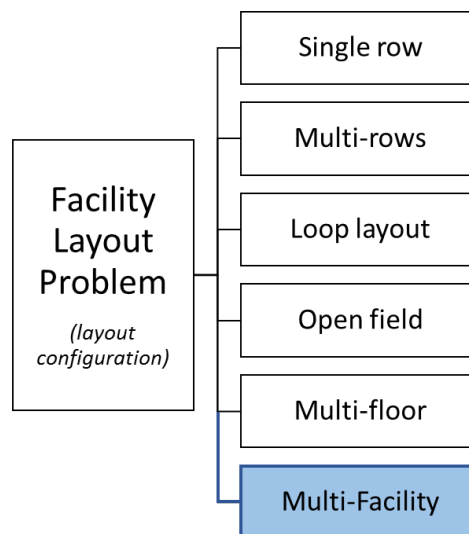 Single row
Multi-rows
Facility
Layout
Problem
(layout
configuration)
Loop layout
Open field
Multi-floor
Multi-Facility